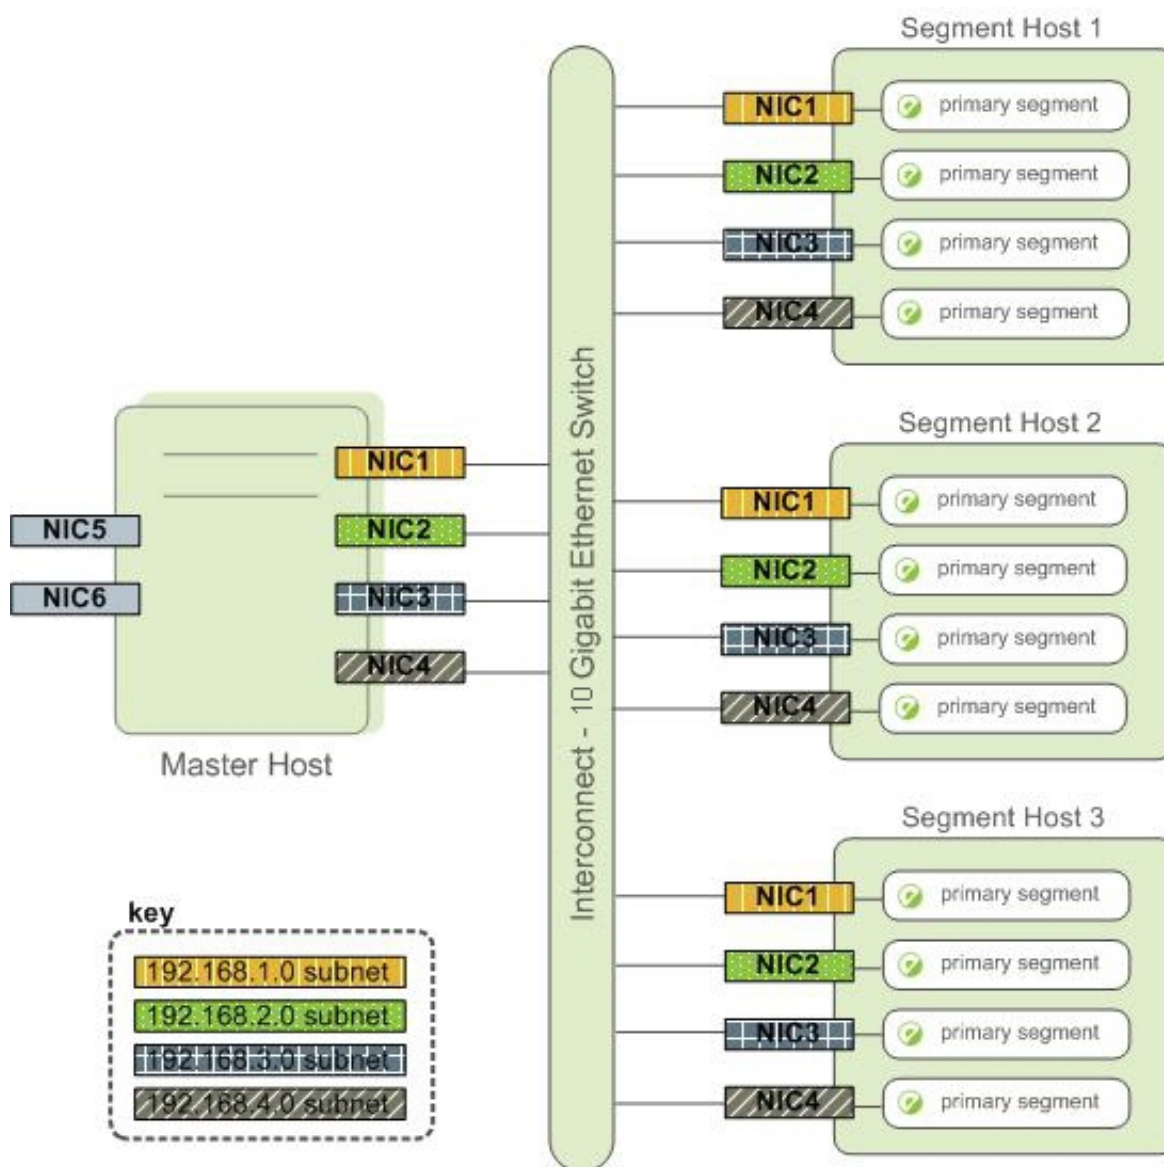 Segment Host 1
NIC1
primary segment
NIC2
primary segment
NIC3
primary segment
NIC4
primary segment
Interconnect - 10 Gigabit Ethernet Switch
NIC1
NIC2
NIC3
NIC4
NIC5
NIC6
Master Host
Segment Host 2
NIC1
primary segment
NIC2
primary segment
NIC3
primary segment
NIC4
primary segment
Segment Host 3
NIC1
primary segment
NIC2
primary segment
NIC3
primary segment
NIC4
primary segment
key
192.168.1.0 subnet
192.168.2.0 subnet
192.168.3.0 subnet
192.168.4.0 subnet